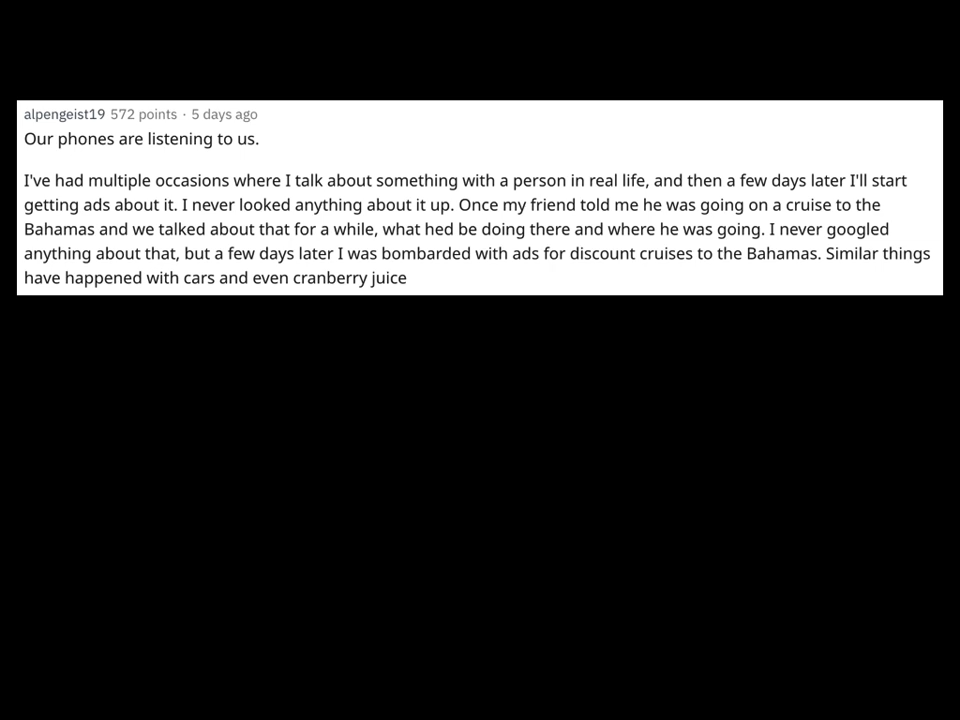 alpengeist19 572 points · 5 days ago
Our phones are listening to us.
I've had multiple occasions where I talk about something with a person in real life, and then a few days later I'll start
getting ads about it. I never looked anything about it up. Once my friend told me he was going on a cruise to the
Bahamas and we talked about that for a while, what hed be doing there and where he was going. I never googled
anything about that, but a few days later I was bombarded with ads for discount cruises to the Bahamas. Similar things
have happened with cars and even cranberry juice